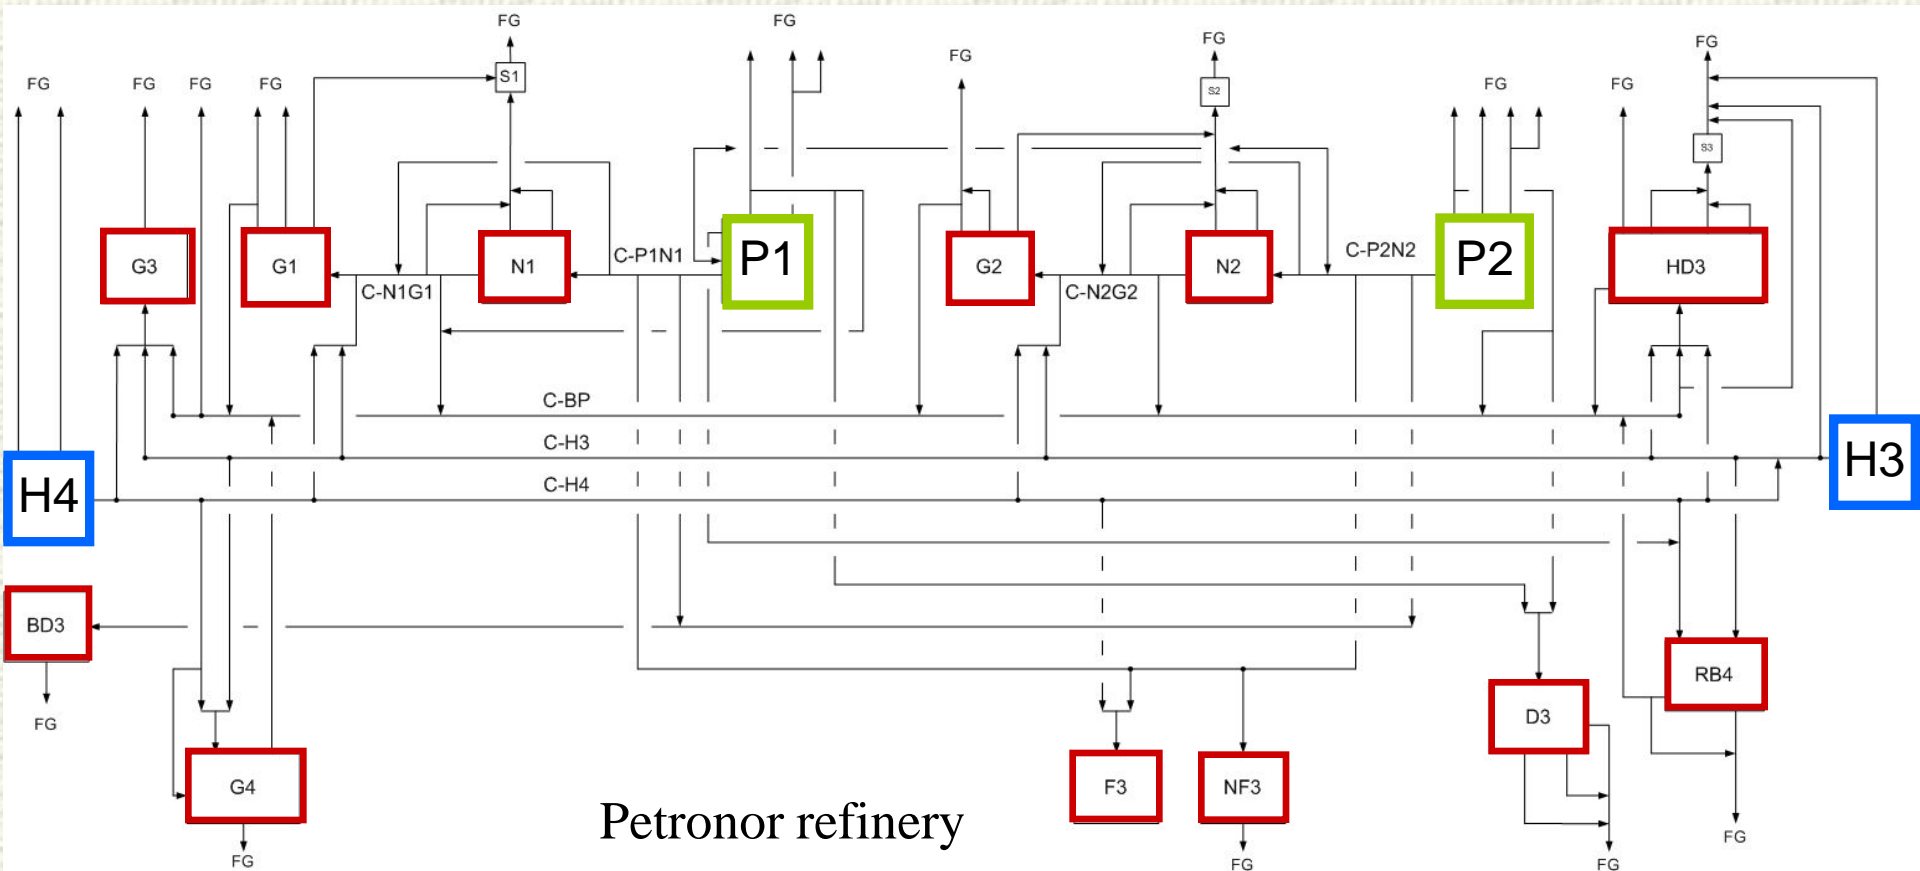 FG
FG
FG
FG
S1
FG
FG
FG
FG
FG
FG
FG
FG
S2
S3
G3
G1
N1
C-P1N1
P1
G2
N2
C-P2N2
P2
HD3
C-N1G1
C-N2G2
C-BP
C-H3
C-H4
H4
H3
BD3
FG
RB4
D3
G4
F3
NF3
Petronor refinery
FG
FG
FG
FG